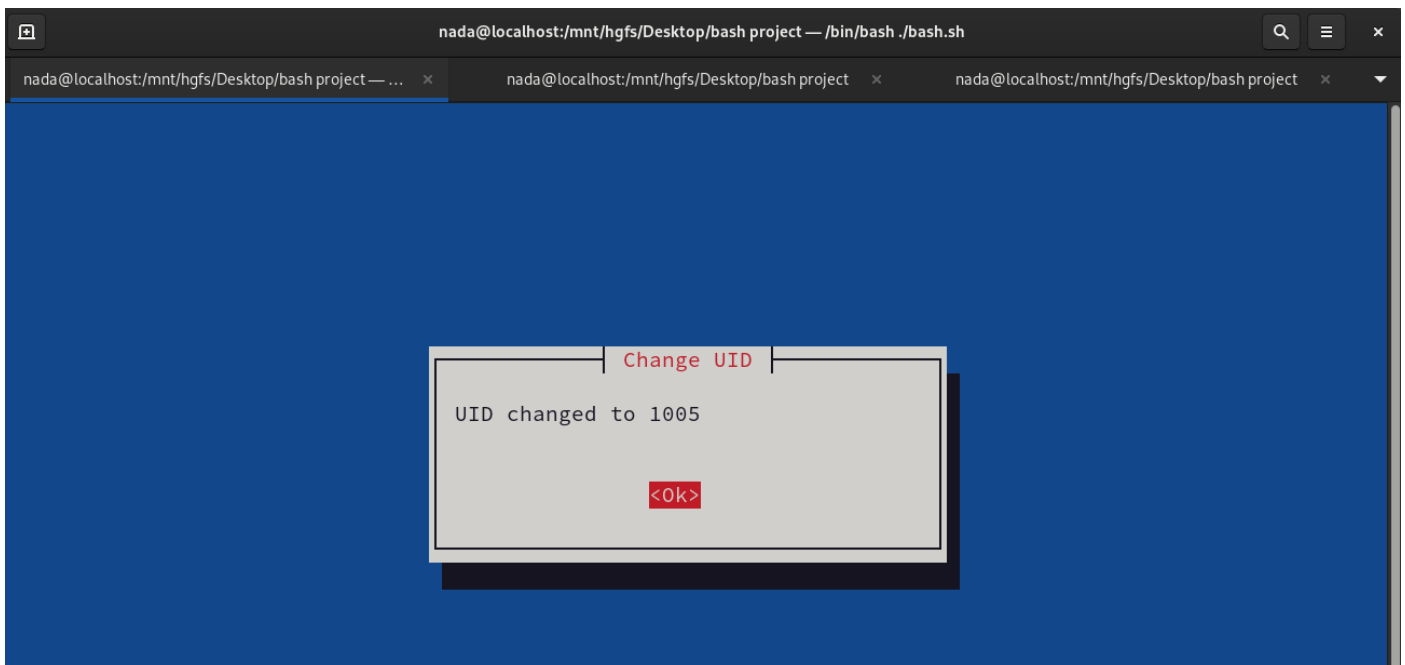 nada@localhost:/mnt/hgfs/Desktop/bash project — /bin/bash ./bash.sh
nada@localhost:/mnt/hgfs/Desktop/bash project — ...
nada@localhost:/mnt/hgfs/Desktop/bash project
nada@localhost:/mnt/hgfs/Desktop/bash project
Change UID
UID changed to 1005
<Ok>